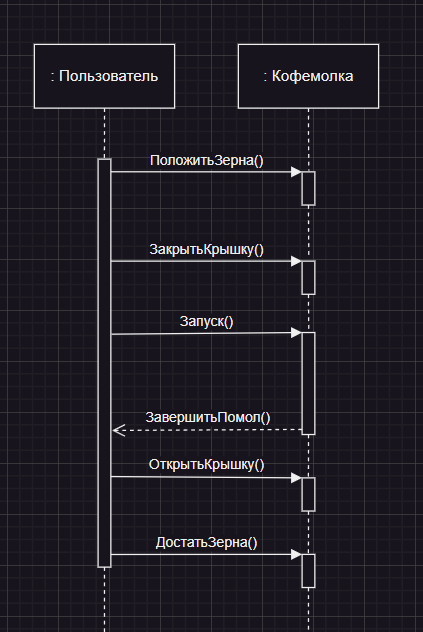 : Пользователь
: Кофемолка
ПоложитьЗерна()
ЗакрытьКрышку()
Запуск()
ЗавершитьПомол()
ОткрытьКрышку()
ДостатьЗерна()